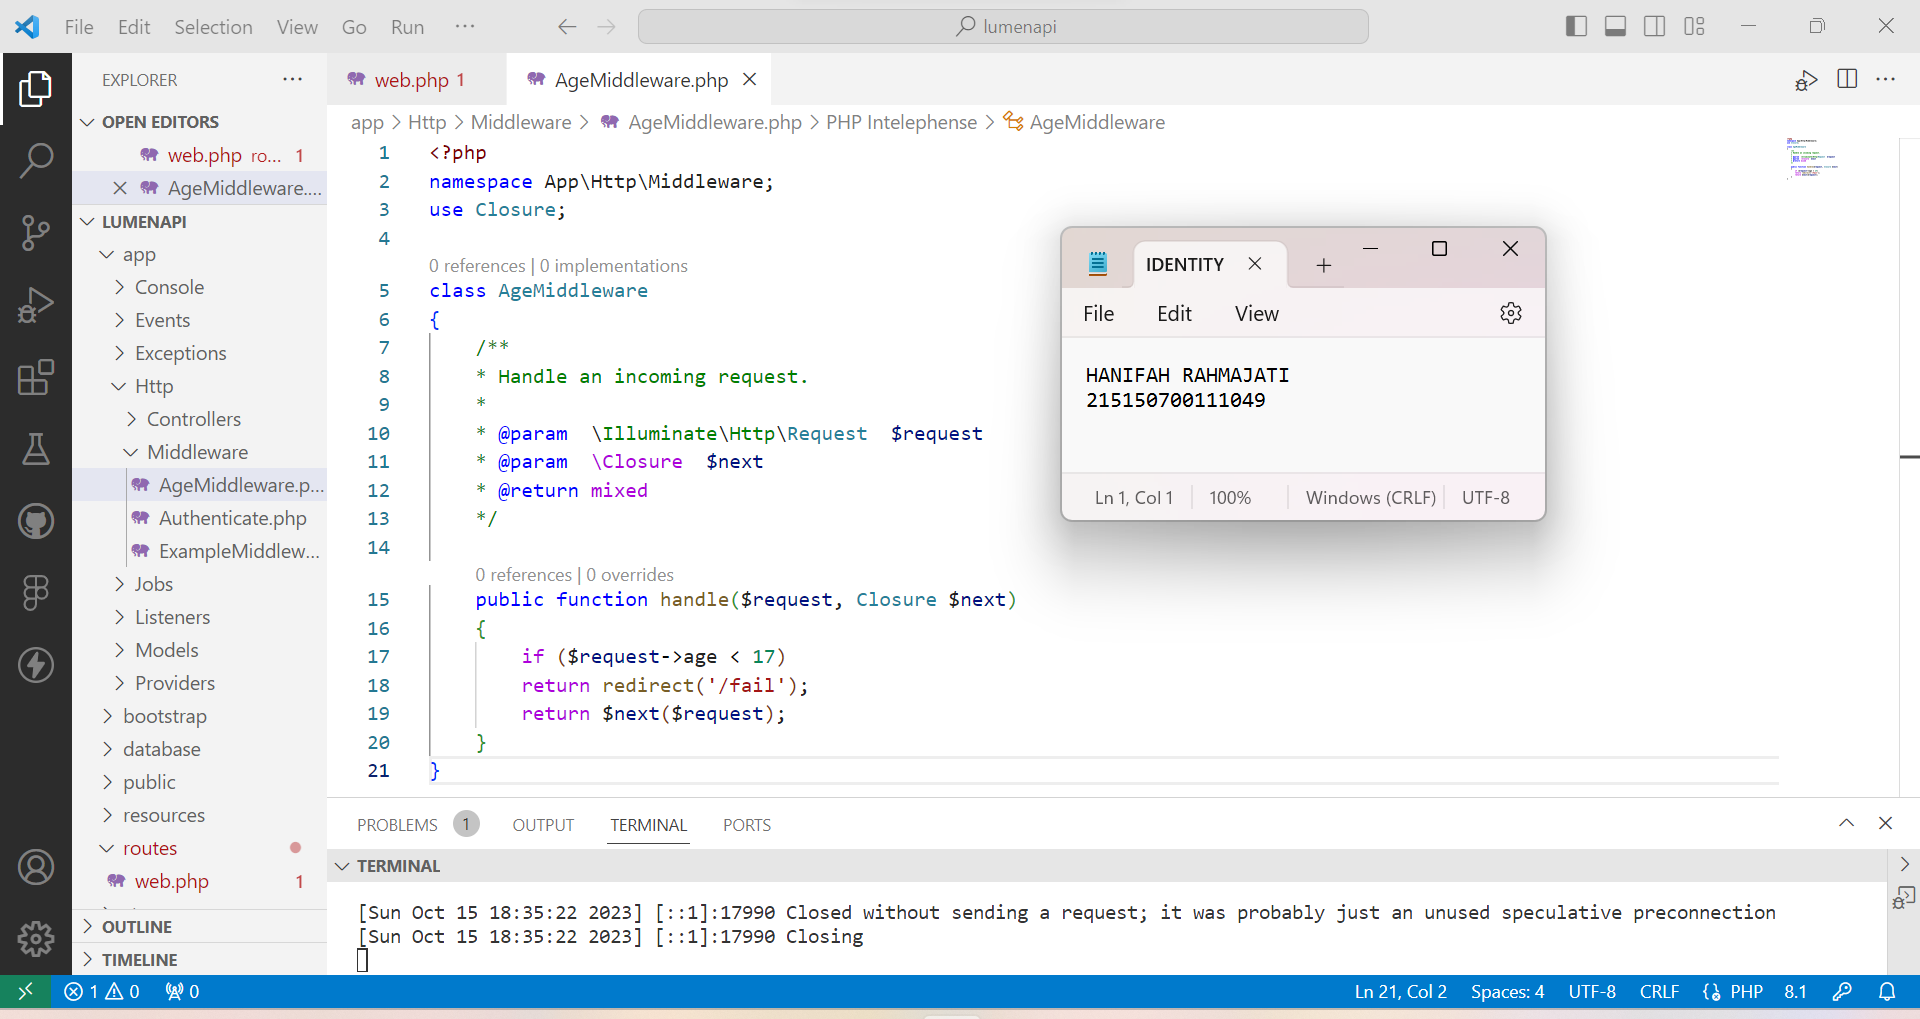 File Edit Selection View Go Run ···
lumenapi
EXPLORER ···
OPEN EDITORS
web.php ro... 1
AgeMiddleware....
LUMENAPI
app
Console
Events
Exceptions
Http
Controllers
Middleware
AgeMiddleware.p...
Authenticate.php
ExampleMiddlew...
Jobs
Listeners
Models
Providers
bootstrap
database
public
resources
routes
web.php 1
OUTLINE
TIMELINE
web.php 1
AgeMiddleware.php
app > Http > Middleware > AgeMiddleware.php > PHP Intelephense > AgeMiddleware
1 <?php
2 namespace App\Http\Middleware;
3 use Closure;
4
0 references | 0 implementations
5 class AgeMiddleware
6 {
7 /**
8 * Handle an incoming request.
9 *
10 * @param \Illuminate\Http\Request $request
11 * @param \Closure $next
12 * @return mixed
13 */
14
0 references | 0 overrides
15 public function handle($request, Closure $next)
16 {
17 if ($request->age < 17)
18 return redirect('/fail');
19 return $next($request);
20 }
21 }
IDENTITY
File Edit View
HANIFAH RAHMAJATI
215150700111049
Ln 1, Col 1 100% Windows (CRLF) UTF-8
PROBLEMS 1 OUTPUT TERMINAL PORTS
TERMINAL
[Sun Oct 15 18:35:22 2023] [::1]:17990 Closed without sending a request; it was probably just an unused speculative preconnection
[Sun Oct 15 18:35:22 2023] [::1]:17990 Closing
1 0 0
Ln 21, Col 2 Spaces: 4 UTF-8 CRLF PHP 8.1